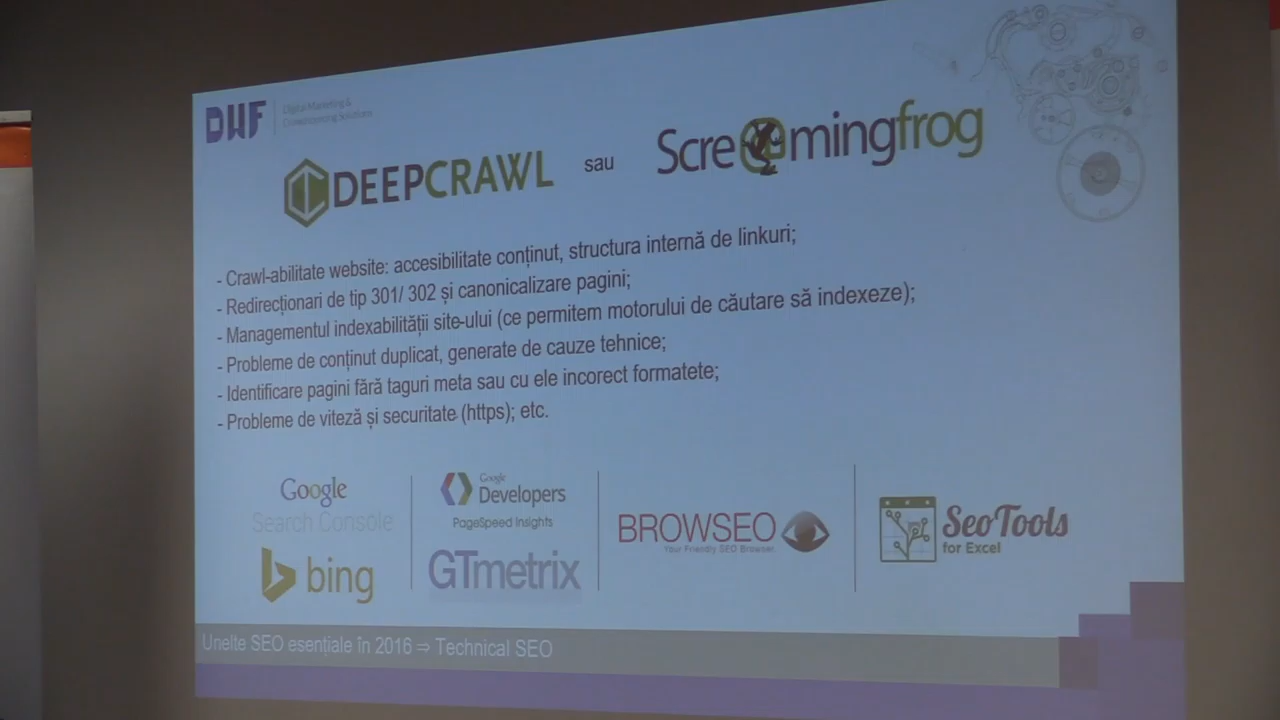 DWF
Digital Marketing &
Crowdsourcing Solutions
DEEPCRAWL sau Screamingfrog
- Crawl-abilitate website: accesibilitate conținut, structura internă de linkuri;
- Redirecționari de tip 301/ 302 și canonicalizare pagini;
- Managementul indexabilității site-ului (ce permitem motorului de căutare să indexeze);
- Probleme de conținut duplicat, generate de cauze tehnice;
- Identificare pagini fără taguri meta sau cu ele incorect formatete;
- Probleme de viteză și securitate (https); etc.
Google
Search Console
bing
Google
Developers
PageSpeed Insights
GTmetrix
BROWSEO
Your Friendly SEO Browser
SeoTools
for Excel
Unelte SEO esențiale în 2016 ⇒ Technical SEO